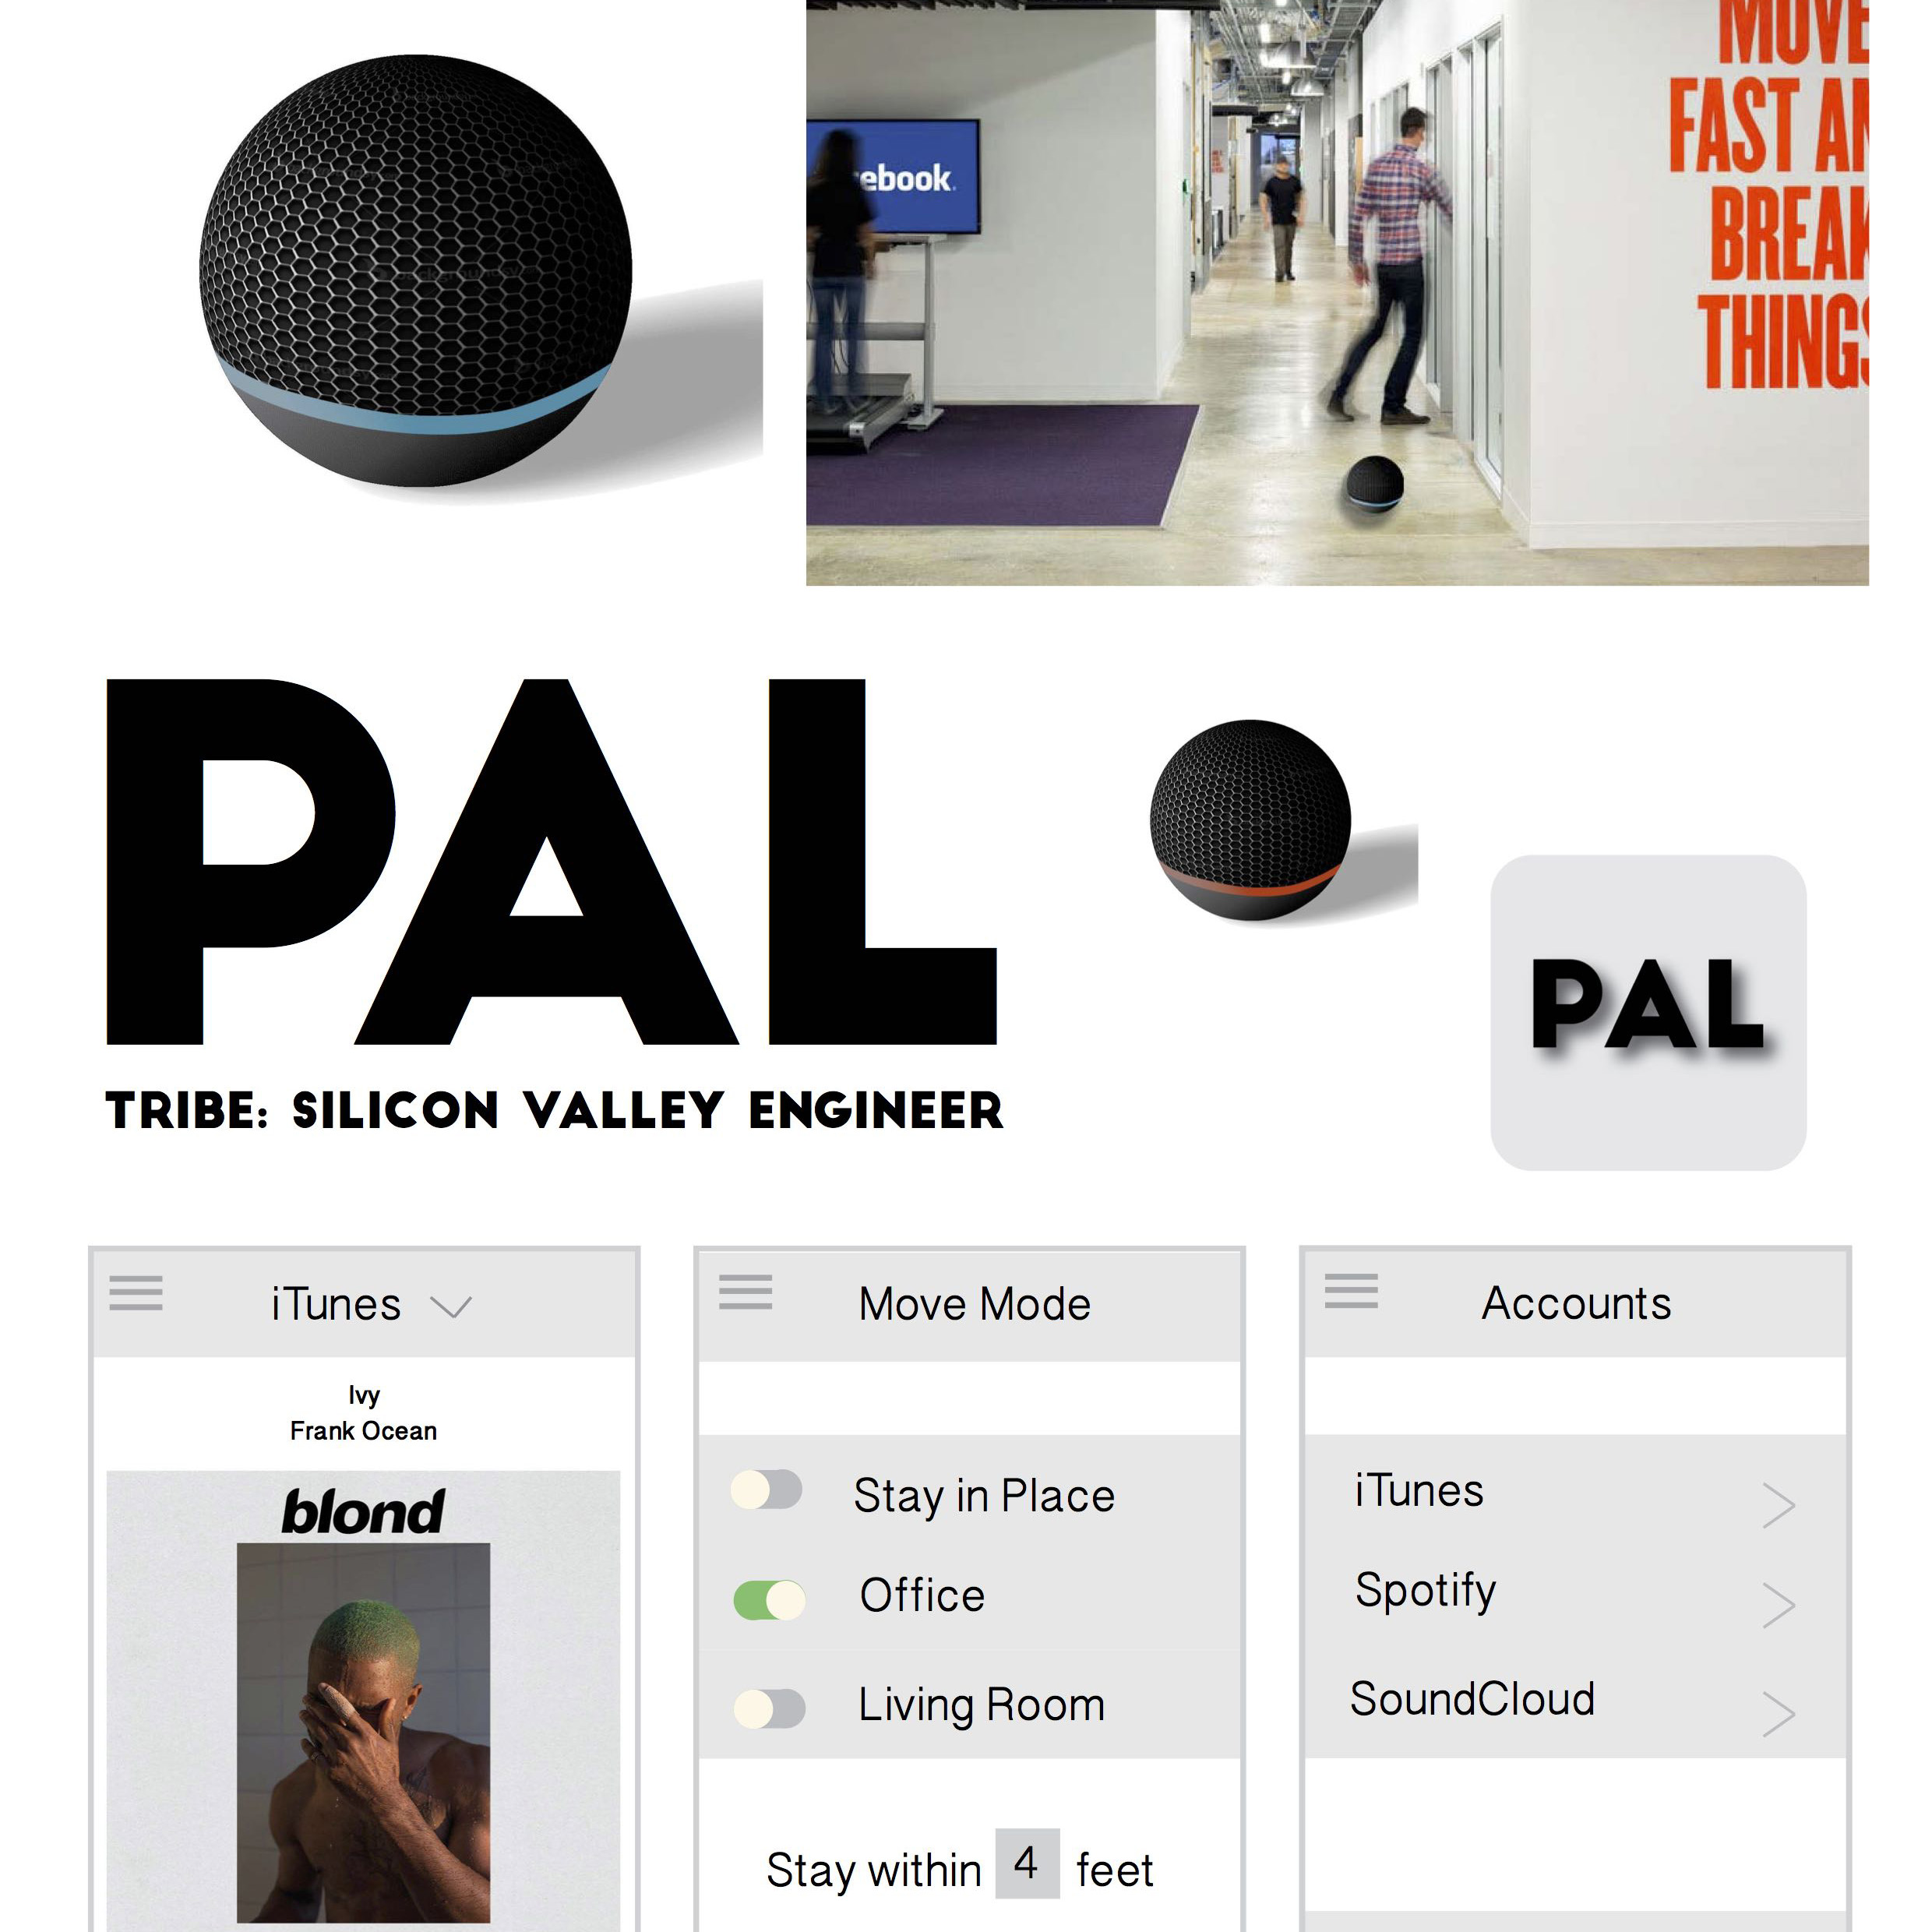 ebook.
MOVE
FAST AN
BREAK
THINGS
PAL
TRIBE: SILICON VALLEY ENGINEER
PAL
iTunes
Ivy
Frank Ocean
blond
Move Mode
Stay in Place
Office
Living Room
Stay within 4 feet
Accounts
iTunes
Spotify
SoundCloud